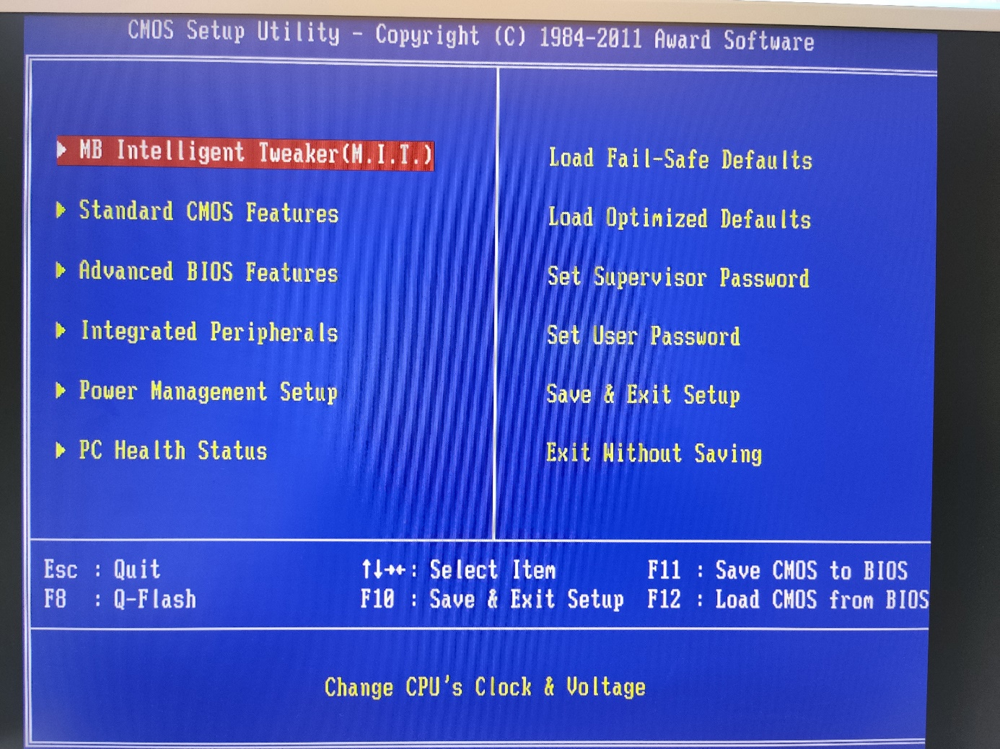 CMOS Setup Utility - Copyright (C) 1984-2011 Award Software
MB Intelligent Tweaker(M.I.T.)
Standard CMOS Features
Advanced BIOS Features
Integrated Peripherals
Power Management Setup
PC Health Status
Load Fail-Safe Defaults
Load Optimized Defaults
Set Supervisor Password
Set User Password
Save & Exit Setup
Exit Without Saving
Esc : Quit ↑↓→←: Select Item F11 : Save CMOS to BIOS
F8 : Q-Flash F10 : Save & Exit Setup F12 : Load CMOS from BIOS
Change CPU's Clock & Voltage